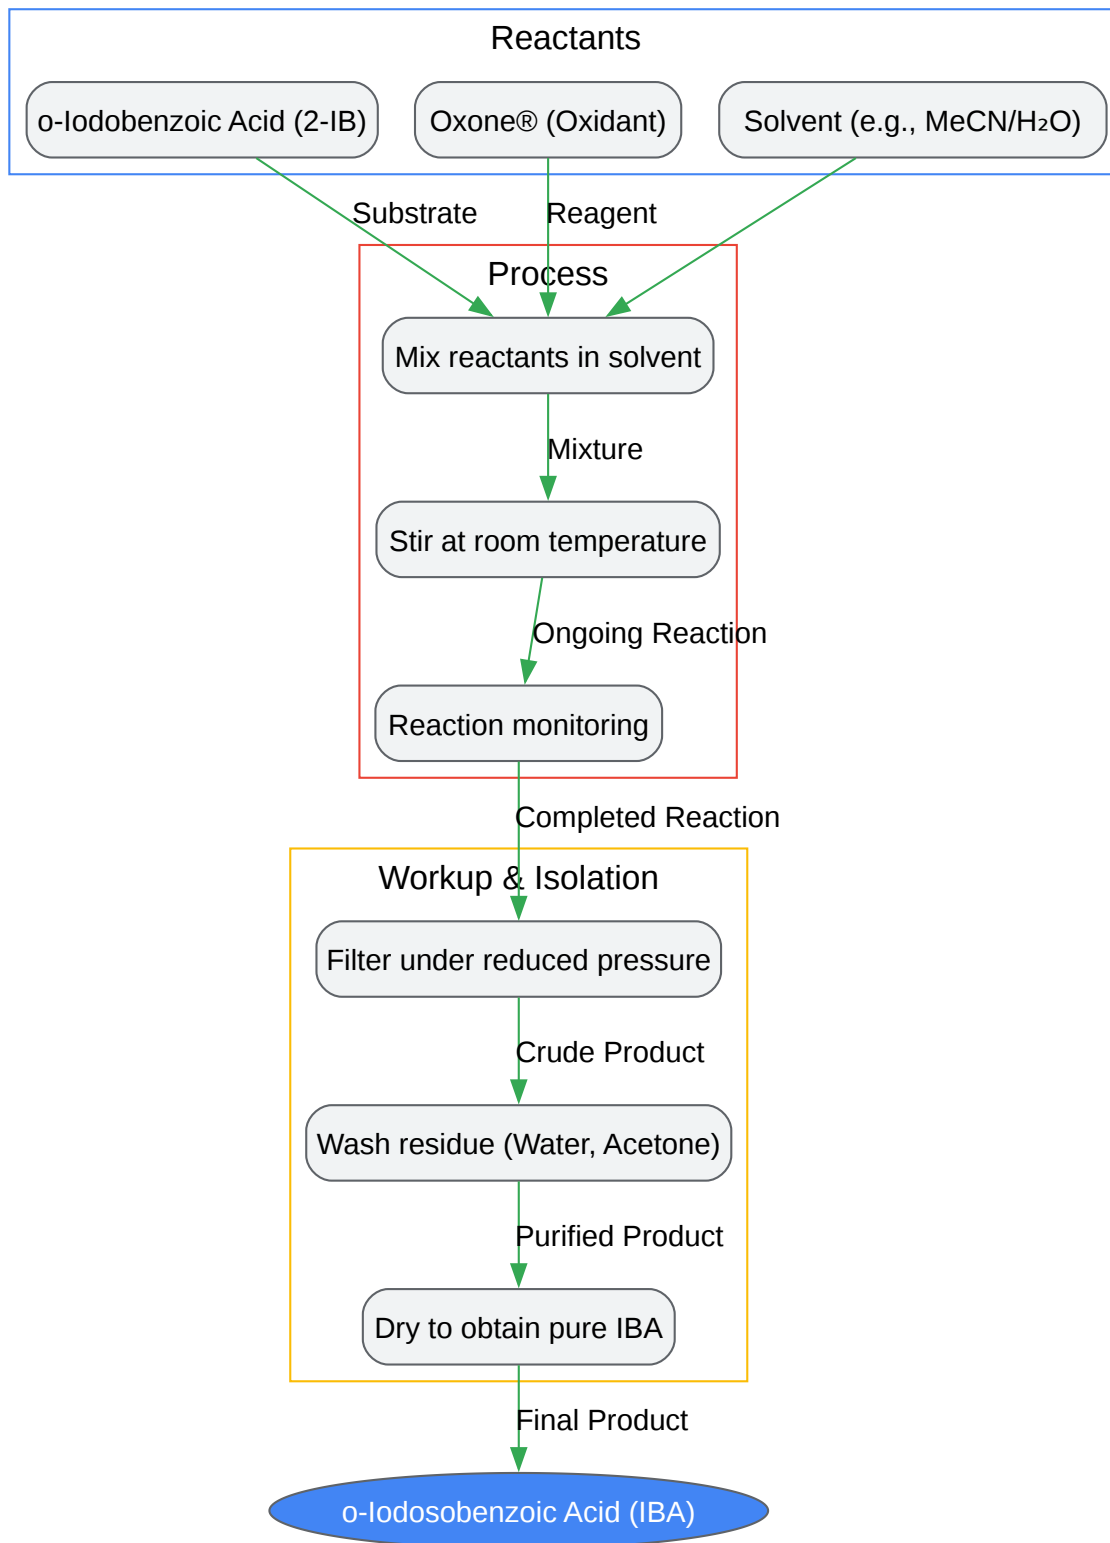 Reactants
o-Iodobenzoic Acid (2-IB)
Oxone® (Oxidant)
Solvent (e.g., MeCN/H₂O)
Substrate
Reagent
Process
Mix reactants in solvent
Mixture
Stir at room temperature
Ongoing Reaction
Reaction monitoring
Completed Reaction
Workup & Isolation
Filter under reduced pressure
Crude Product
Wash residue (Water, Acetone)
Purified Product
Dry to obtain pure IBA
Final Product
o-Iodosobenzoic Acid (IBA)